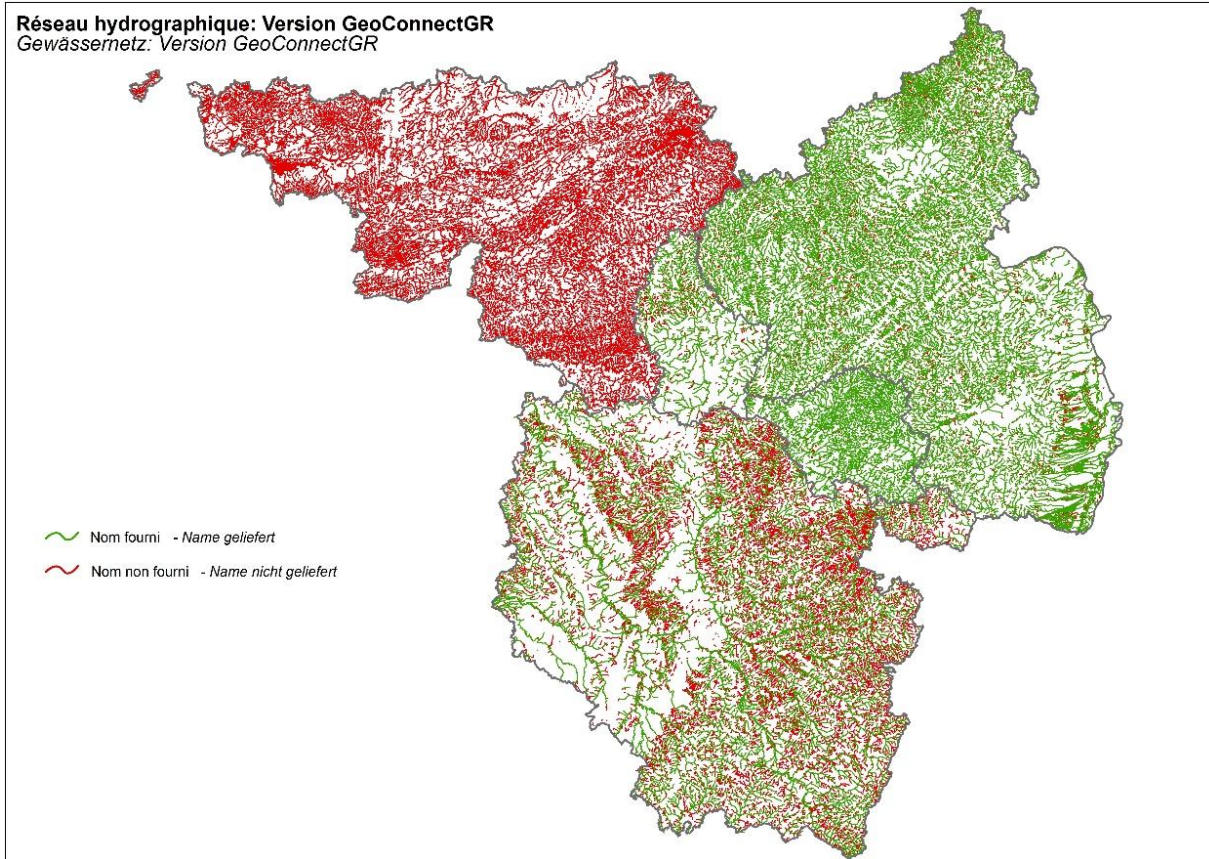 Réseau hydrographique: Version GeoConnectGR
Gewässernetz: Version GeoConnectGR
Nom fourni - Name geliefert
Nom non fourni - Name nicht geliefert